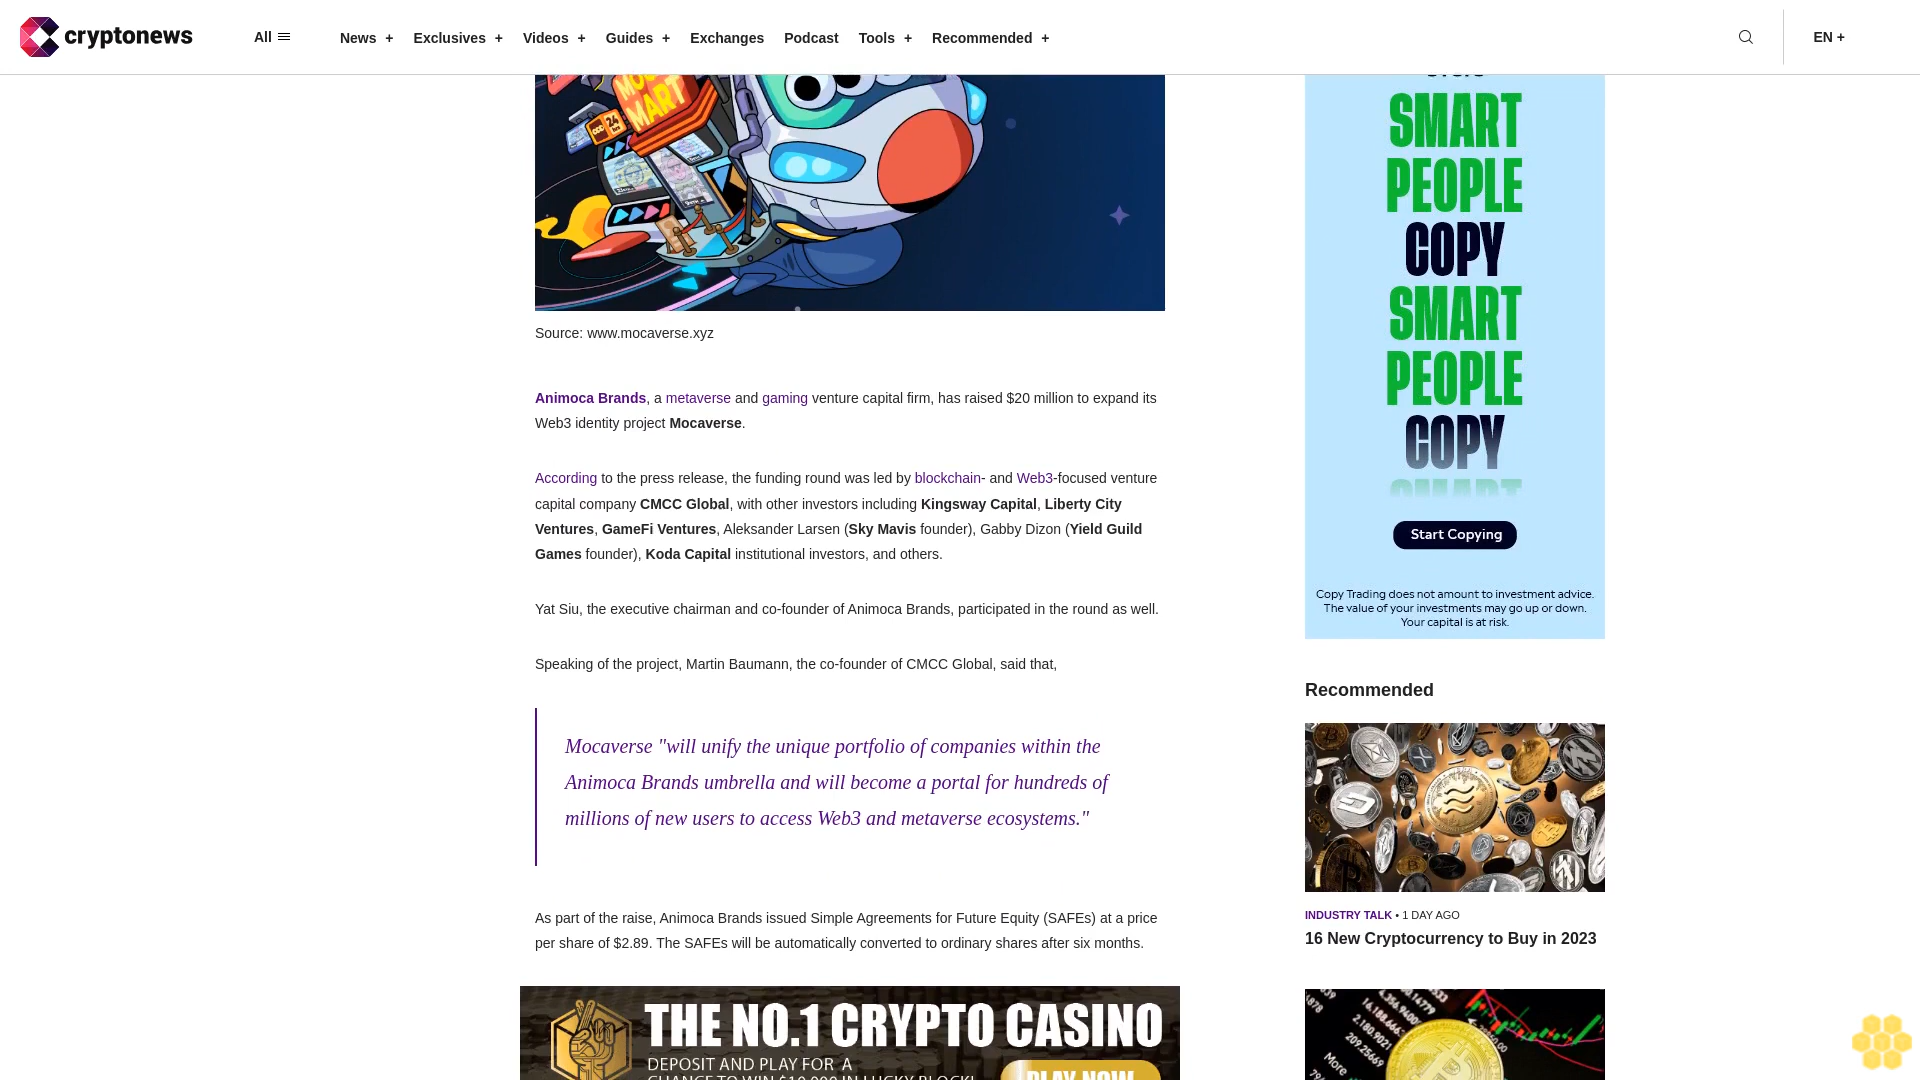 cryptonews
All
News +
Exclusives +
Videos +
Guides +
Exchanges
Podcast
Tools +
Recommended +
EN +
MART
24
Source: www.mocaverse.xyz
Animoca Brands, a metaverse and gaming venture capital firm, has raised $20 million to expand its
Web3 identity project Mocaverse.
According to the press release, the funding round was led by blockchain- and Web3-focused venture
capital company CMCC Global, with other investors including Kingsway Capital, Liberty City
Ventures, GameFi Ventures, Aleksander Larsen (Sky Mavis founder), Gabby Dizon (Yield Guild
Games founder), Koda Capital institutional investors, and others.
Yat Siu, the executive chairman and co-founder of Animoca Brands, participated in the round as well.
Speaking of the project, Martin Baumann, the co-founder of CMCC Global, said that,
Mocaverse "will unify the unique portfolio of companies within the
Animoca Brands umbrella and will become a portal for hundreds of
millions of new users to access Web3 and metaverse ecosystems."
As part of the raise, Animoca Brands issued Simple Agreements for Future Equity (SAFEs) at a price
per share of $2.89. The SAFEs will be automatically converted to ordinary shares after six months.
THE NO.1 CRYPTO CASINO
DEPOSIT AND PLAY FOR A
CHANCE TO WIN $10,000 IN LUCKY BLOCK!
PLAY NOW
SMART
PEOPLE
COPY
SMART
PEOPLE
COPY
SMART
Start Copying
Copy Trading does not amount to investment advice.
The value of your investments may go up or down.
Your capital is at risk.
Recommended
INDUSTRY TALK • 1 DAY AGO
16 New Cryptocurrency to Buy in 2023
More